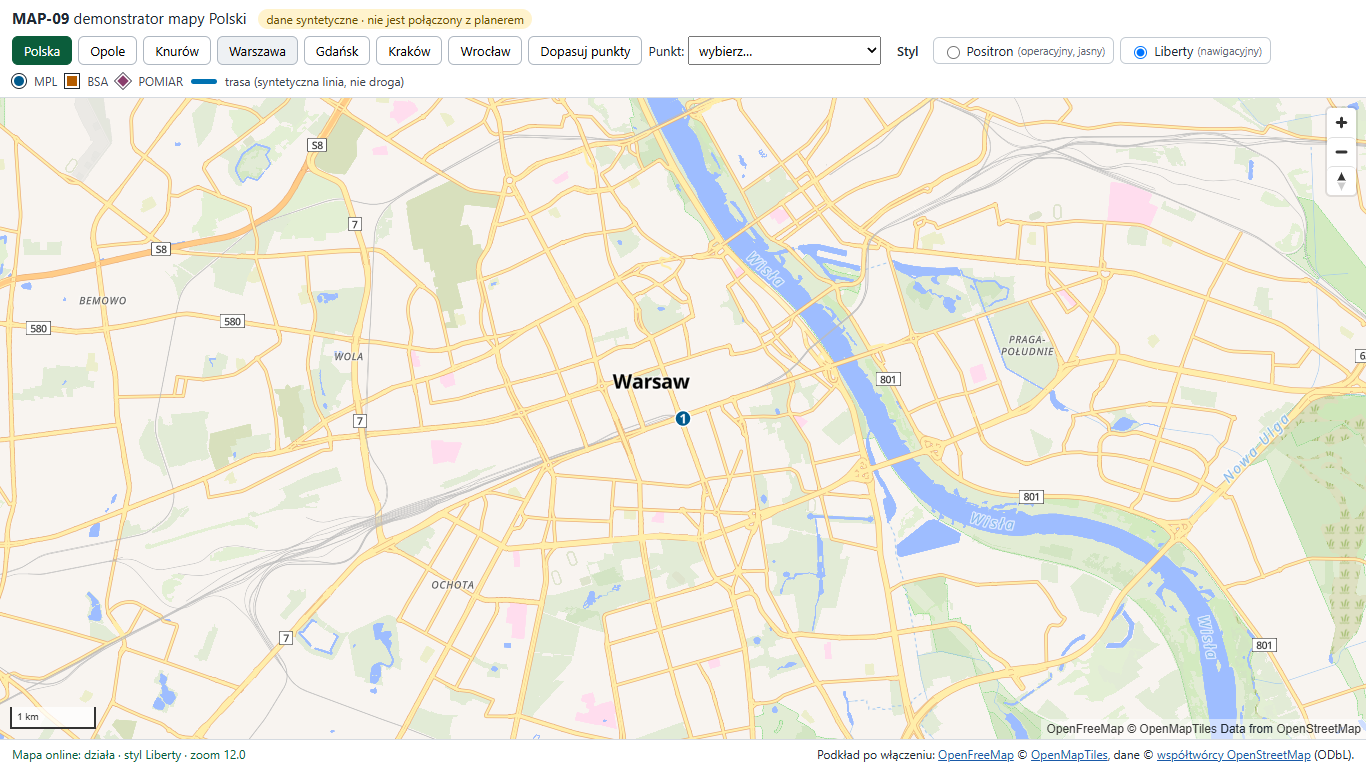 MAP-09 demonstrator mapy Polski
dane syntetyczne · nie jest połączony z planerem
Polska
Opole
Knurów
Warszawa
Gdańsk
Kraków
Wrocław
Dopasuj punkty
Punkt:
wybierz...
Styl
Positron (operacyjny, jasny)
Liberty (nawigacyjny)
MPL
BSA
POMIAR
trasa (syntetyczna linia, nie droga)
S8
7
S8
Wisła
BEMOWO
580
580
WOLA
PRAGA-
POŁUDNIE
Warsaw
801
7
1
Nowa Ulga
801
Wisła
OCHOTA
7
Wisła
801
1 km
OpenFreeMap © OpenMapTiles Data from OpenStreetMap
Mapa online: działa · styl Liberty · zoom 12.0
Podkład po włączeniu: OpenFreeMap © OpenMapTiles, dane © współtwórcy OpenStreetMap (ODbL).